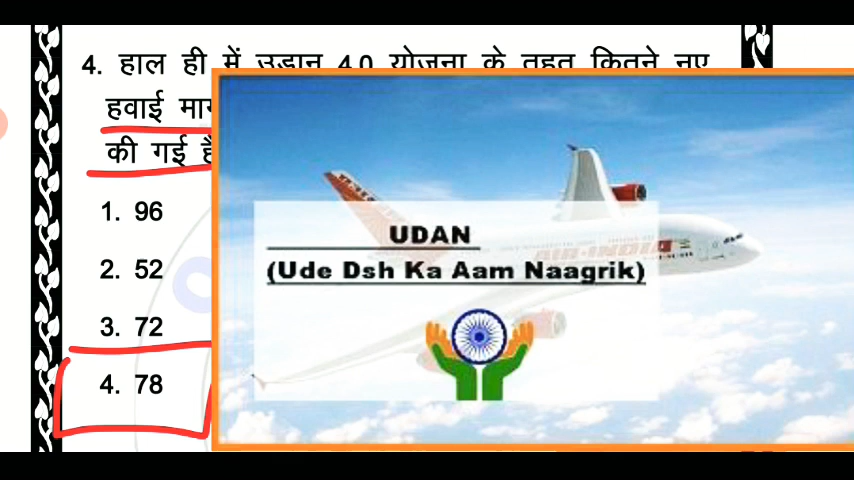 4. हाल ही में उड़ान 4.0 योजना के तहत कितने नए
हवाई
की गई
1. 96
2. 52
3. 72
4. 78
UDAN
(Ude Dsh Ka Aam Naagrik)
AIR-INDIA